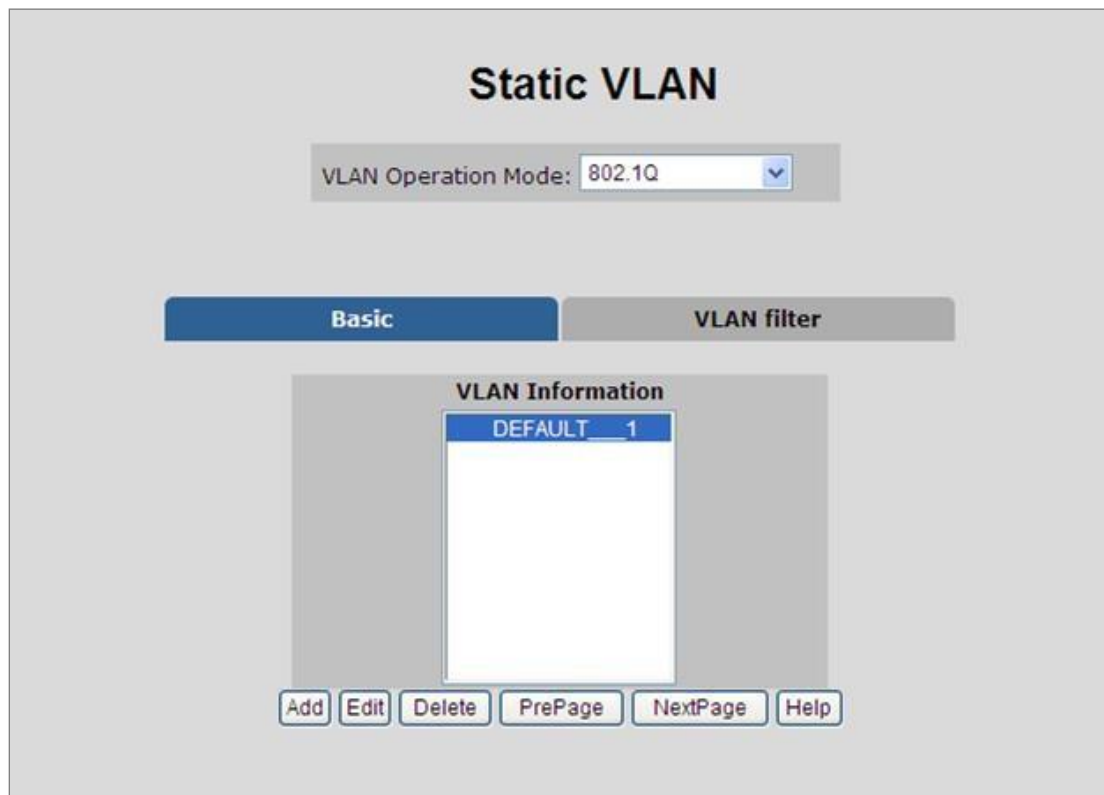 Static VLAN
VLAN Operation Mode: 802.1Q
Basic VLAN filter
VLAN Information
DEFAULT___1
Add Edit Delete PrePage NextPage Help